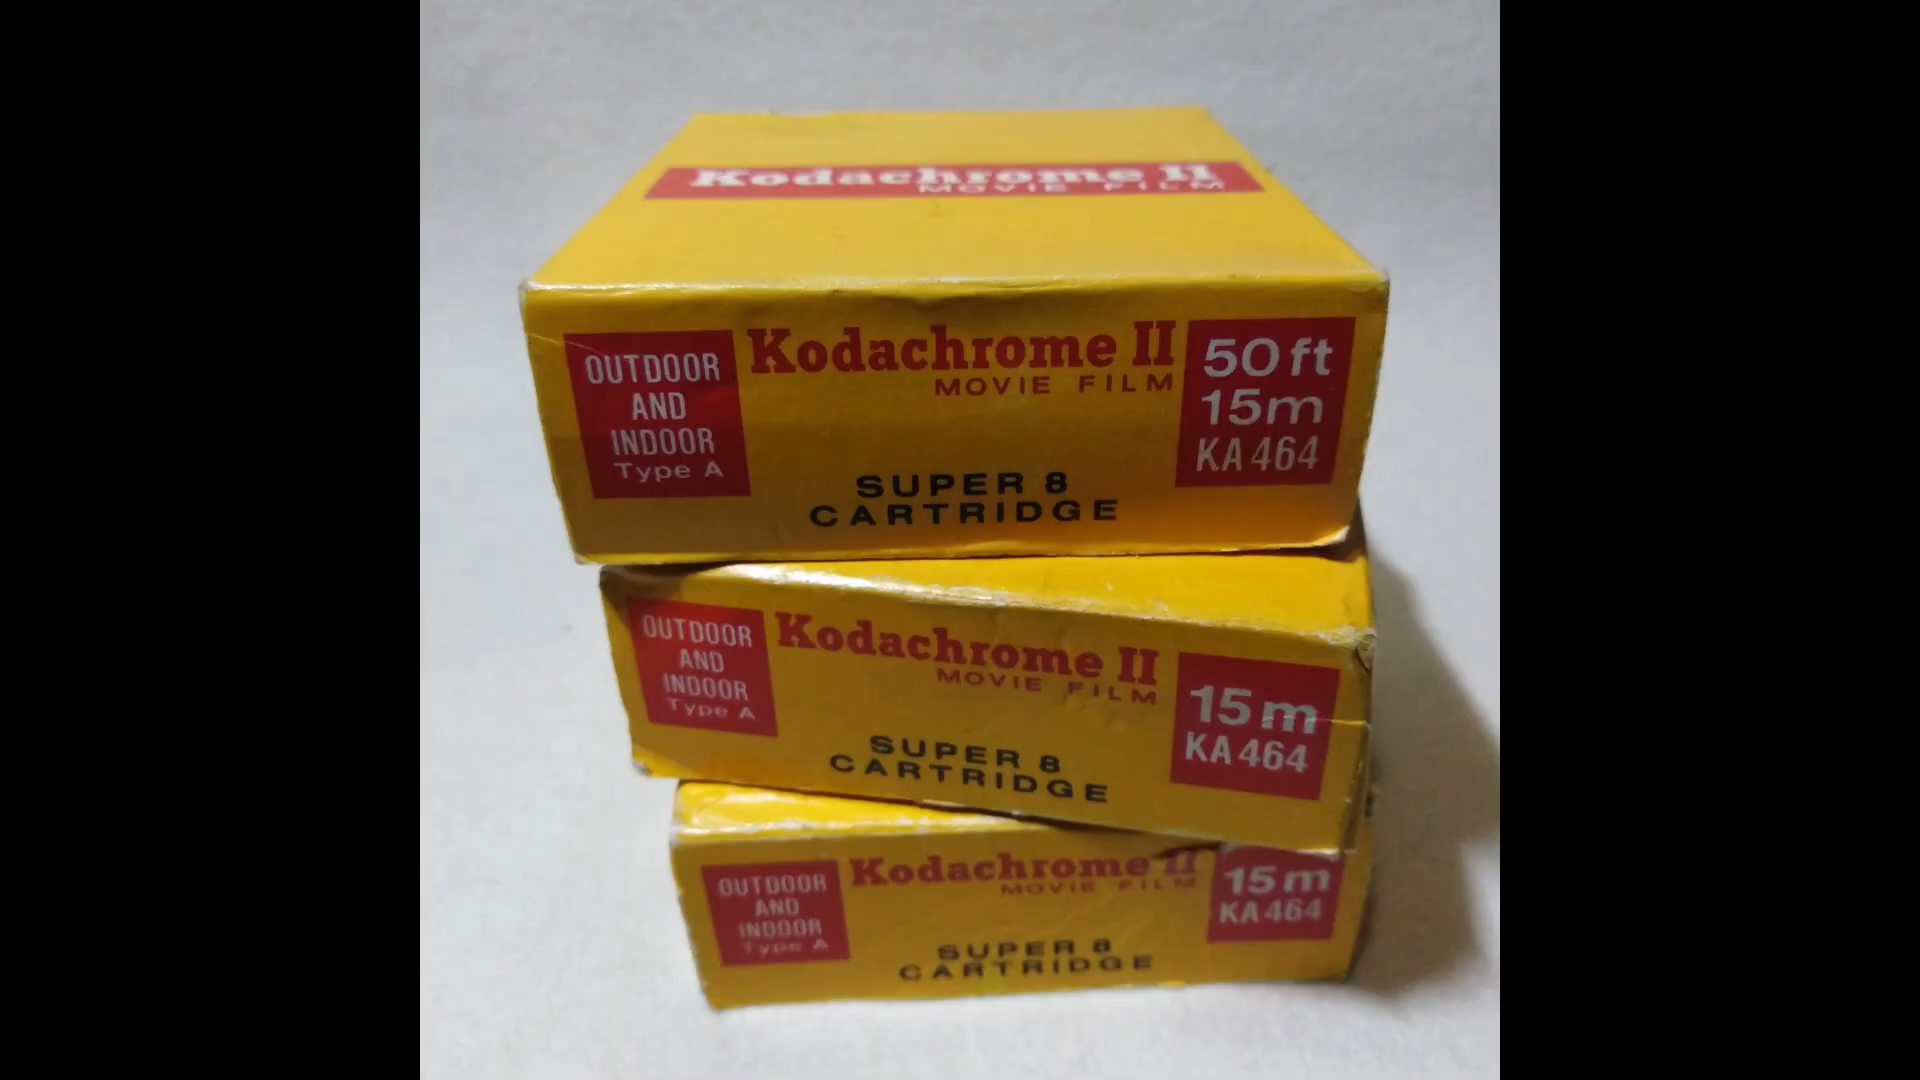 Kodachrome II
MOVIE FILM
OUTDOOR
AND
INDOOR
Type A
Kodachrome II
MOVIE FILM
SUPER 8
CARTRIDGE
50 ft
15m
KA 464
OUTDOOR
AND
INDOOR
Type A
Kodachrome II
MOVIE FILM
SUPER 8
CARTRIDGE
15 m
KA 464
OUTDOOR
AND
INDOOR
Type A
Kodachrome II
MOVIE FILM
SUPER 8
CARTRIDGE
15 m
KA 464